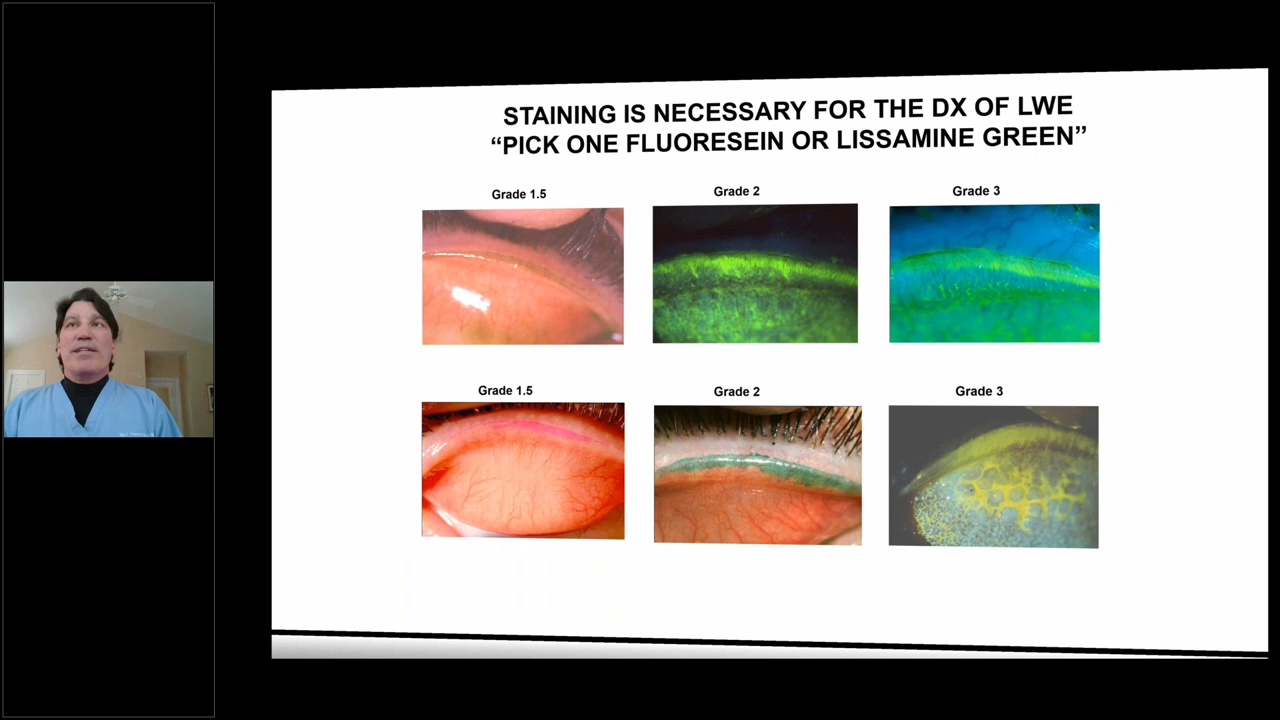 STAINING IS NECESSARY FOR THE DX OF LWE
“PICK ONE FLUORESEIN OR LISSAMINE GREEN”
Grade 1.5
Grade 2
Grade 3
Grade 1.5
Grade 2
Grade 3